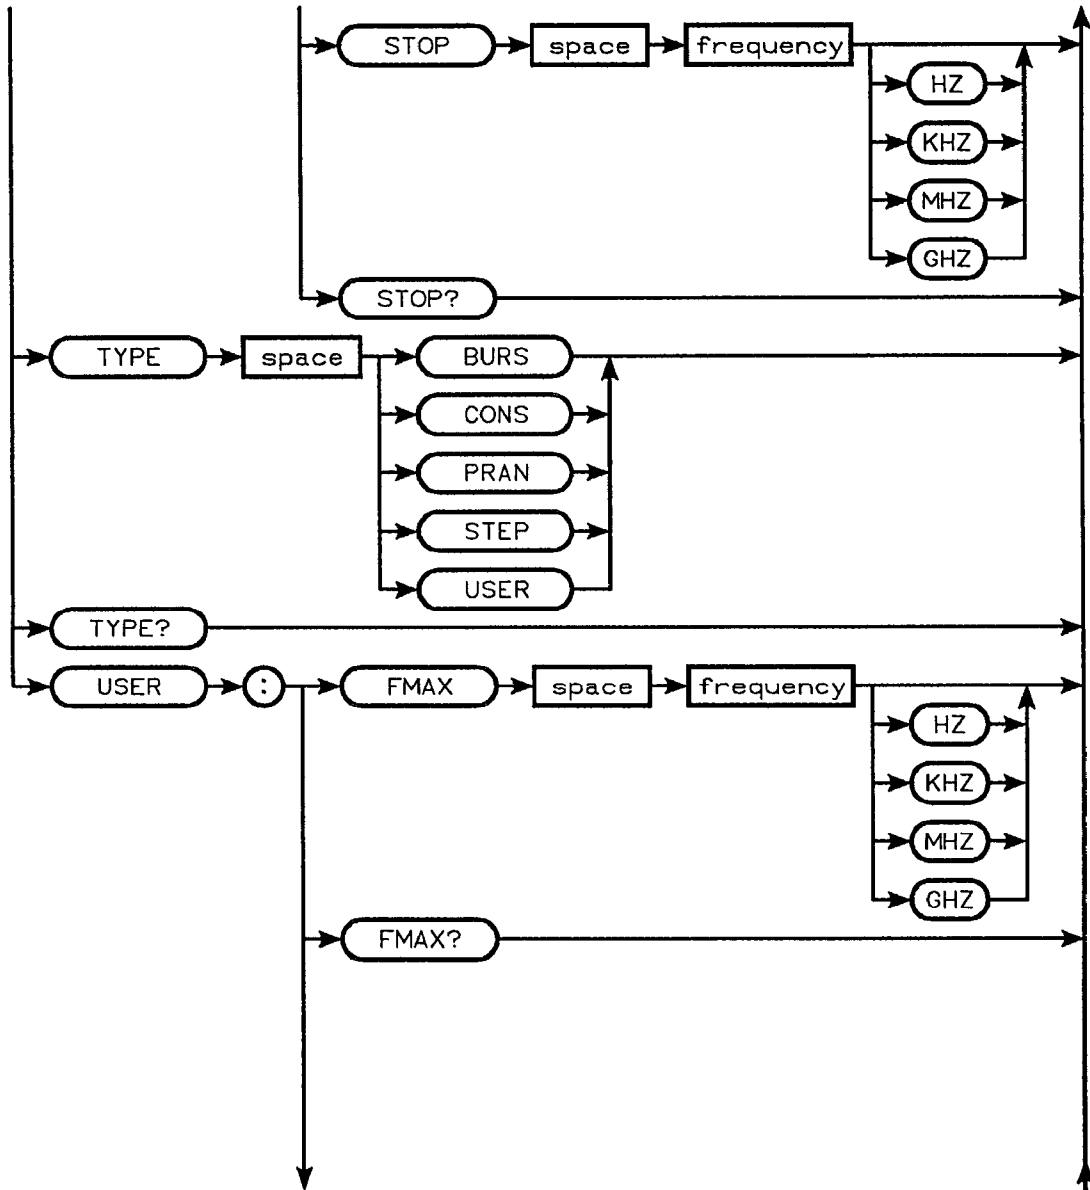 STOP space frequency
HZ
KHZ
MHZ
GHZ
STOP?
TYPE space BURS
CONS
PRAN
STEP
USER
TYPE?
USER : FMAX space frequency
HZ
KHZ
MHZ
GHZ
FMAX?